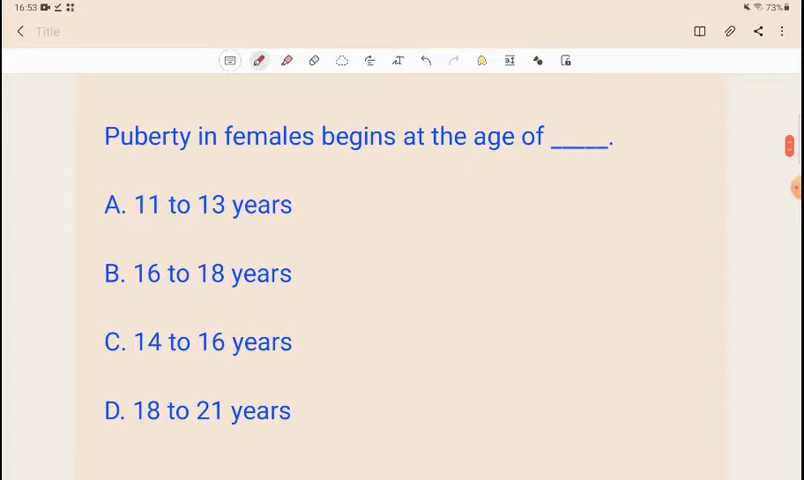 16:53
73%
Title
Puberty in females begins at the age of _____.
A. 11 to 13 years
B. 16 to 18 years
C. 14 to 16 years
D. 18 to 21 years